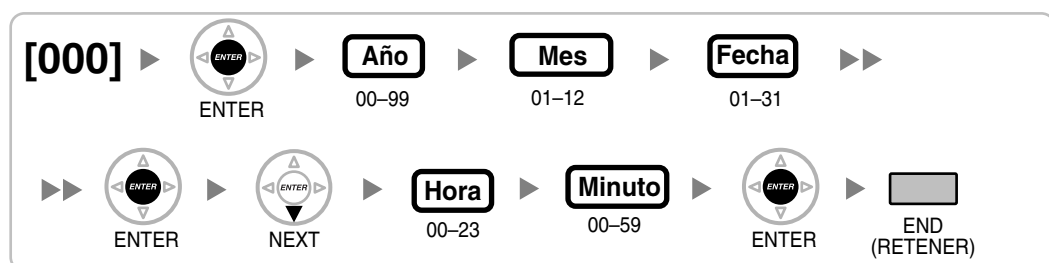 [000] ENTER Año Mes Fecha
ENTER 00–99 01–12 01–31
ENTER Hora Minuto ENTER
ENTER NEXT 00–23 00–59 ENTER END
(RETENER)